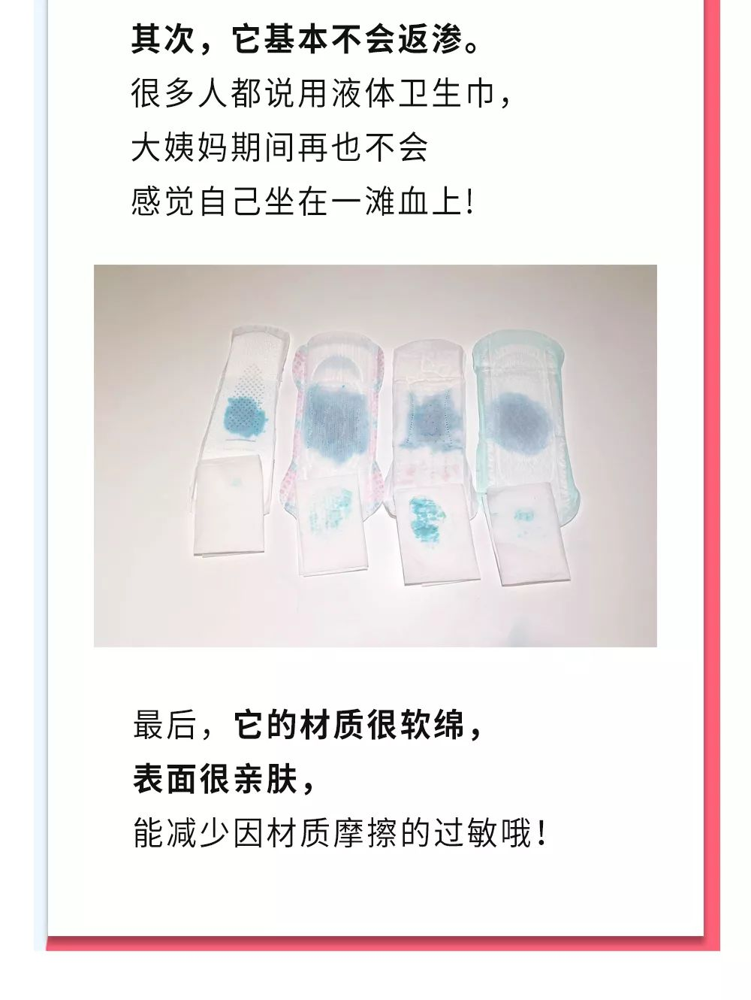 其次，它基本不会返渗。
很多人都说用液体卫生巾，
大姨妈期间再也不会
感觉自己坐在一滩血上！
最后，它的材质很软绵，
表面很亲肤，
能减少因材质摩擦的过敏哦！